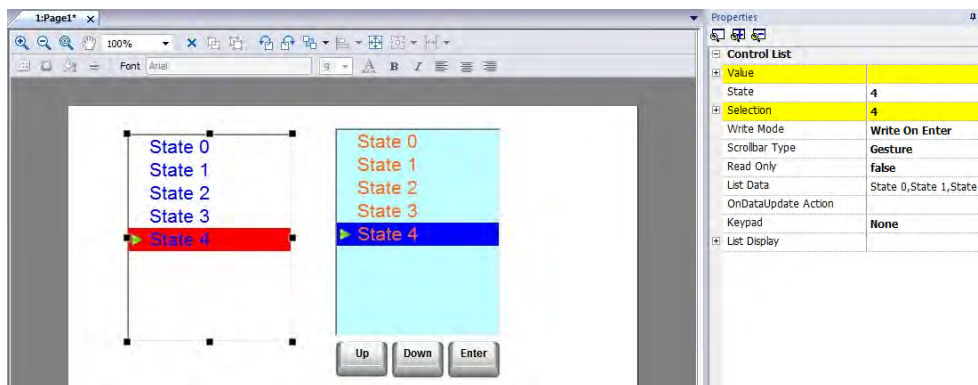 1:Page1* x
100%
Font Arial 9 A B I
State 0
State 1
State 2
State 3
State 4
State 0
State 1
State 2
State 3
State 4
Up Down Enter
Properties
Control List
Value
State 4
Selection 4
Write Mode Write On Enter
Scrollbar Type Gesture
Read Only false
List Data State 0,State 1,State
OnDataUpdate Action
Keypad None
List Display